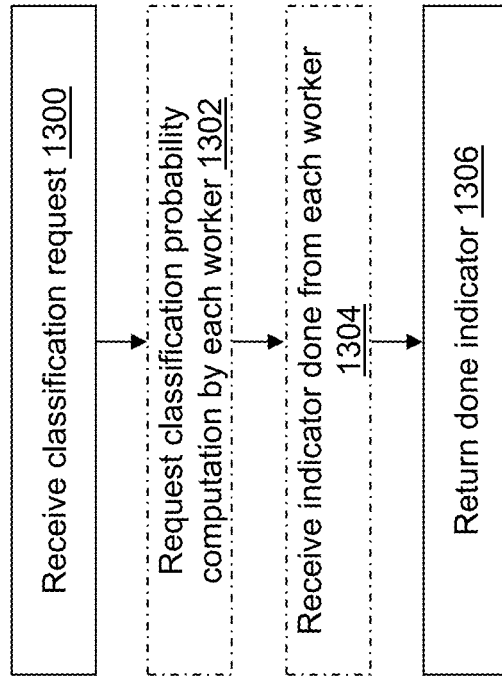 Receive classification request 1300
Request classification probability
computation by each worker 1302
Receive indicator done from each worker
1304
Return done indicator 1306